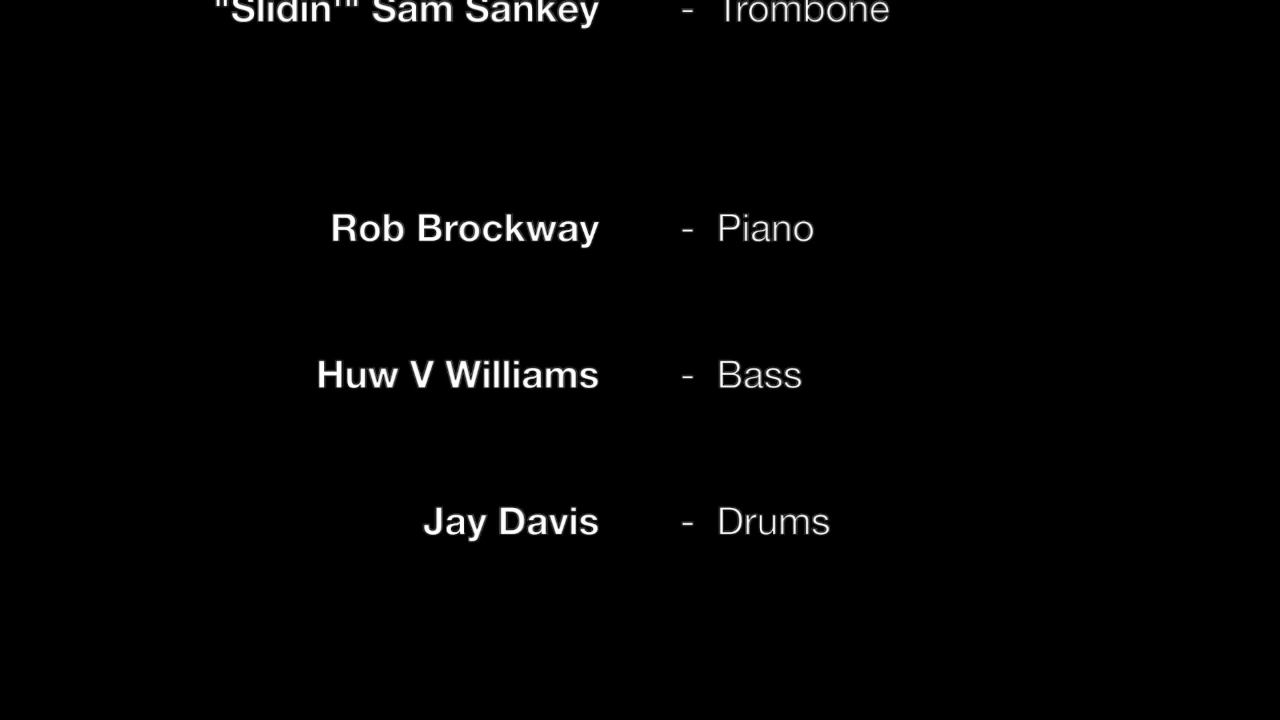 "Slidin'" Sam Sankey - Trombone
Rob Brockway - Piano
Huw V Williams - Bass
Jay Davis - Drums